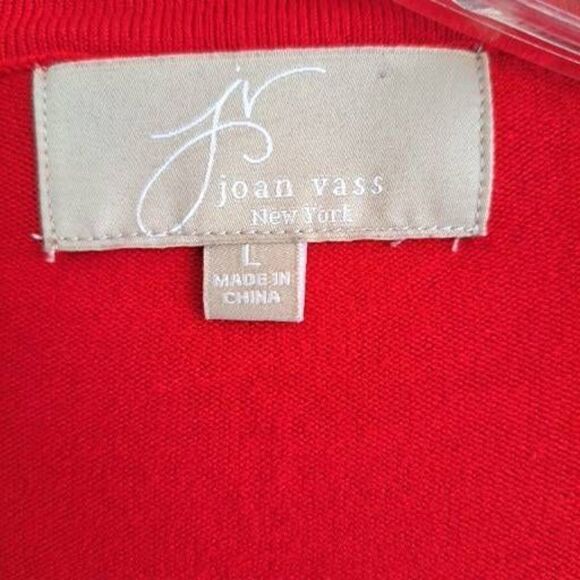 jv
joan vass
New York
L
MADE IN
CHINA